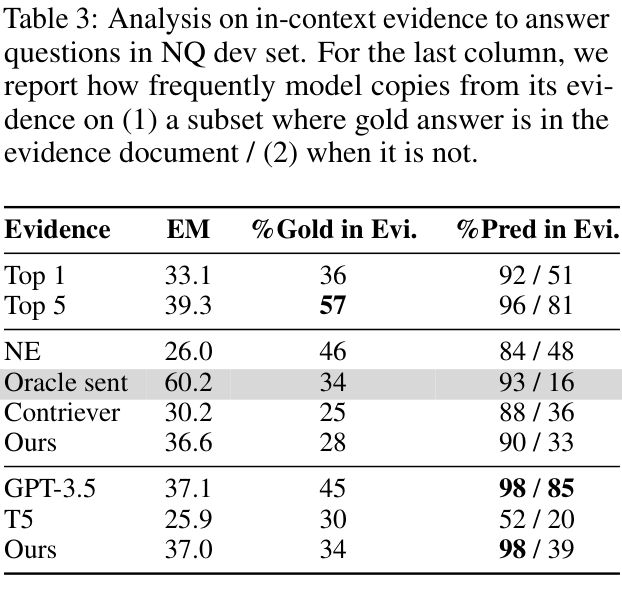 Table 3: Analysis on in-context evidence to answer
questions in NQ dev set. For the last column, we
report how frequently model copies from its evi-
dence on (1) a subset where gold answer is in the
evidence document / (2) when it is not.
Evidence EM %Gold in Evi. %Pred in Evi.
Top 1 33.1 36 92 / 51
Top 5 39.3 57 96 / 81
NE 26.0 46 84 / 48
Oracle sent 60.2 34 93 / 16
Contriever 30.2 25 88 / 36
Ours 36.6 28 90 / 33
GPT-3.5 37.1 45 98 / 85
T5 25.9 30 52 / 20
Ours 37.0 34 98 / 39